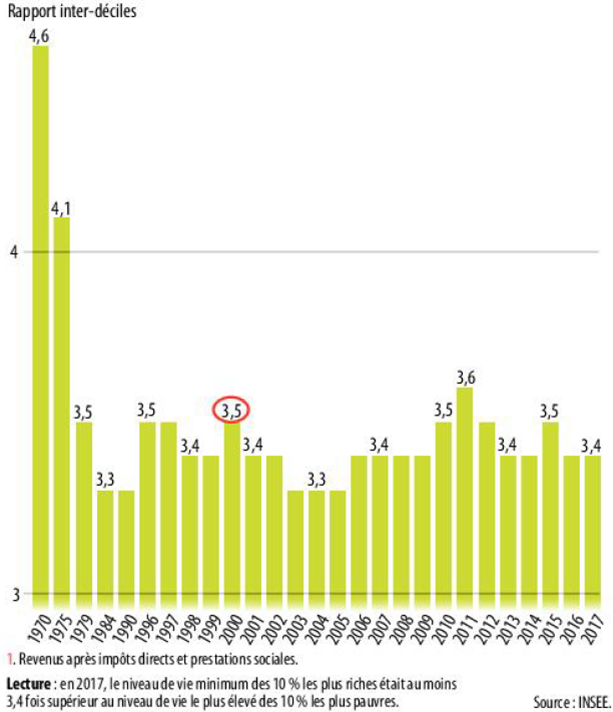 Rapport inter-déciles
4,6
4,1
4
3,6
3,5 3,5 3,5 3,5 3,5
3,4 3,4 3,4 3,4 3,4
3,3 3,3
3
1970 1975 1979 1984 1990 1996 1997 1998 1999 2000 2001 2002 2003 2004 2005 2006 2007 2008 2009 2010 2011 2012 2013 2014 2015 2016 2017
1. Revenus après impôts directs et prestations sociales.
Lecture : en 2017, le niveau de vie minimum des 10 % les plus riches était au moins
3,4 fois supérieur au niveau de vie le plus élevé des 10 % les plus pauvres.
Source : INSEE.